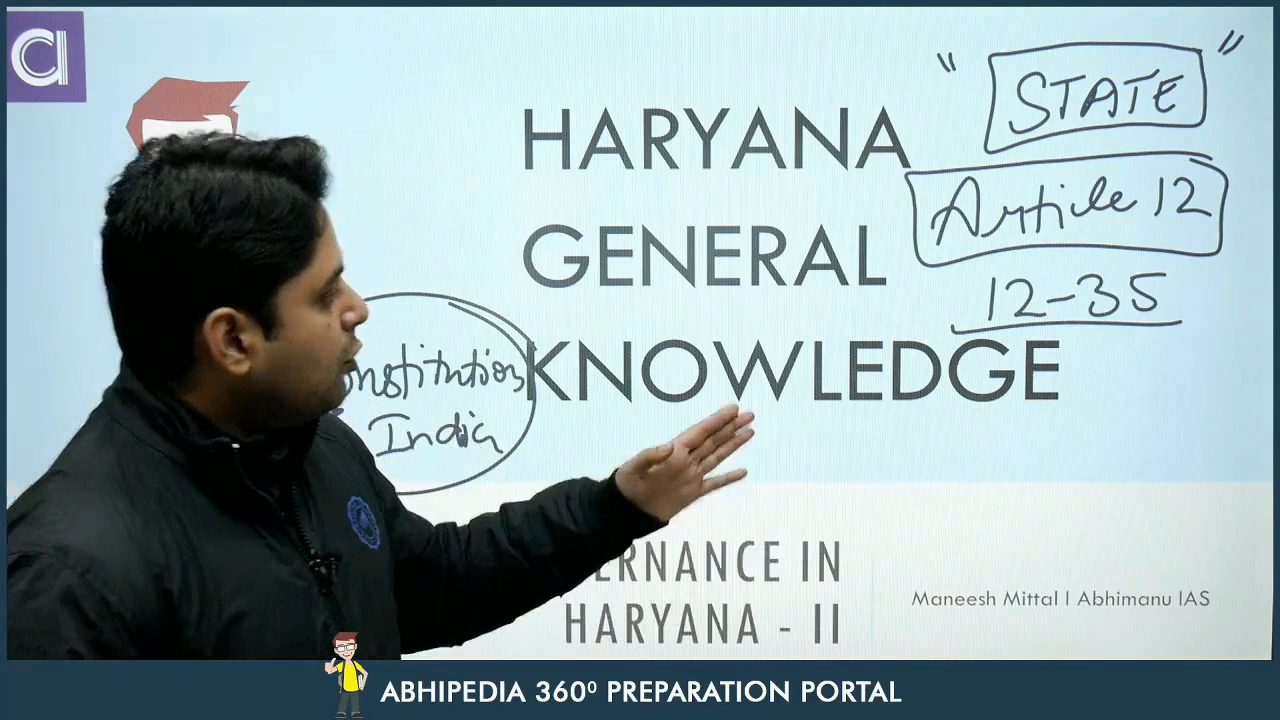 HARYANA
GENERAL
KNOWLEDGE
" STATE "
Article 12
12-35
India
IN
HARYANA - II
Maneesh Mittal I Abhimanu IAS
ABHIPEDIA 360⁰ PREPARATION PORTAL